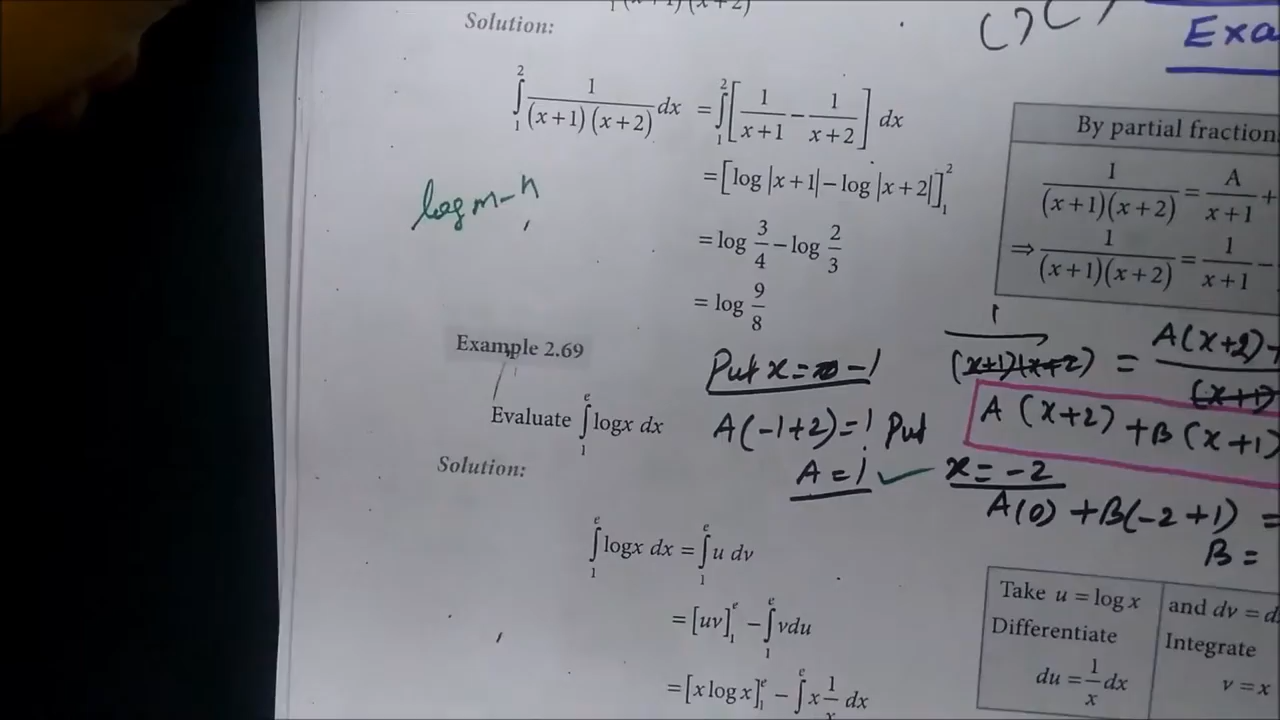 Solution:
Exa
∫₁² 1/((x+1)(x+2)) dx = ∫₁² [1/(x+1) − 1/(x+2)] dx
= [log|x+1| − log|x+2|]₁²
= log 3/4 − log 2/3
= log 9/8
log m − n
By partial fraction
1/((x+1)(x+2)) = A/(x+1) +
⇒ 1/((x+1)(x+2)) = 1/(x+1) −
1/((x+1)(x+2)) = A(x+2)+ / (x+1)
A (x+2) + B (x+1)
Put x = −1
A(−1+2) = 1
A = 1 ✓
Put
x = −2
A(0) + B(−2+1) =
B =
Example 2.69
Evaluate ∫₁ᵉ logx dx
Solution:
∫₁ᵉ logx dx = ∫₁ᵉ u dv
= [uv]₁ᵉ − ∫₁ᵉ vdu
= [x log x]₁ᵉ − ∫₁ᵉ x 1/x dx
Take u = log x
Differentiate
du = 1/x dx
and dv = d
Integrate
v = x